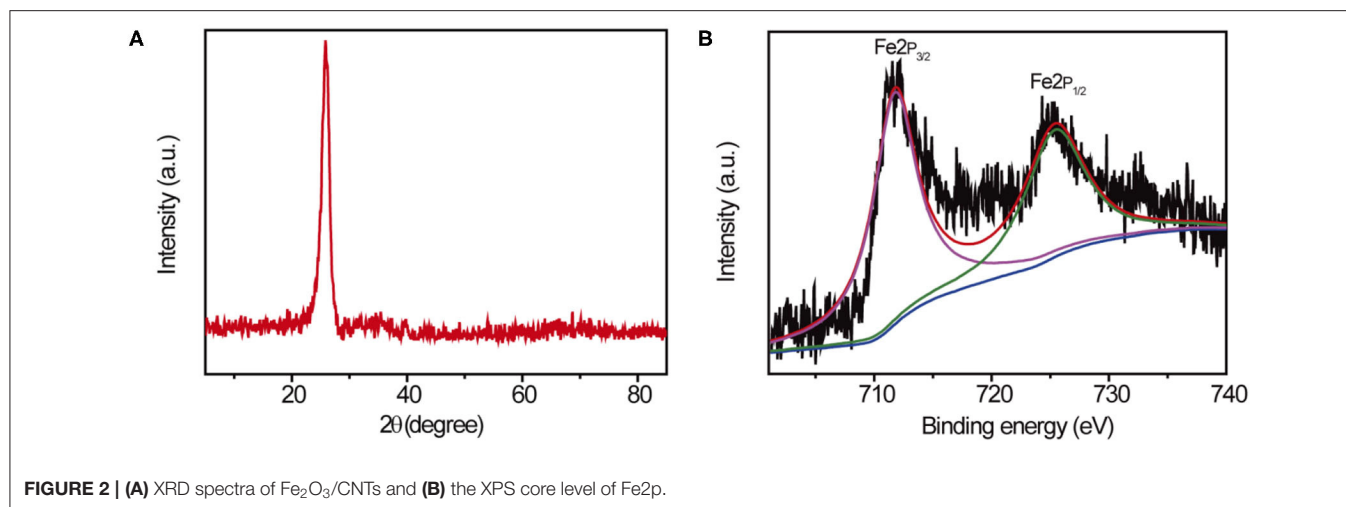 A
Intensity (a.u.)
20 40 60 80
2θ(degree)
B
Fe2P3/2
Fe2P1/2
Intensity (a.u.)
710 720 730 740
Binding energy (eV)
FIGURE 2 | (A) XRD spectra of Fe2O3/CNTs and (B) the XPS core level of Fe2p.